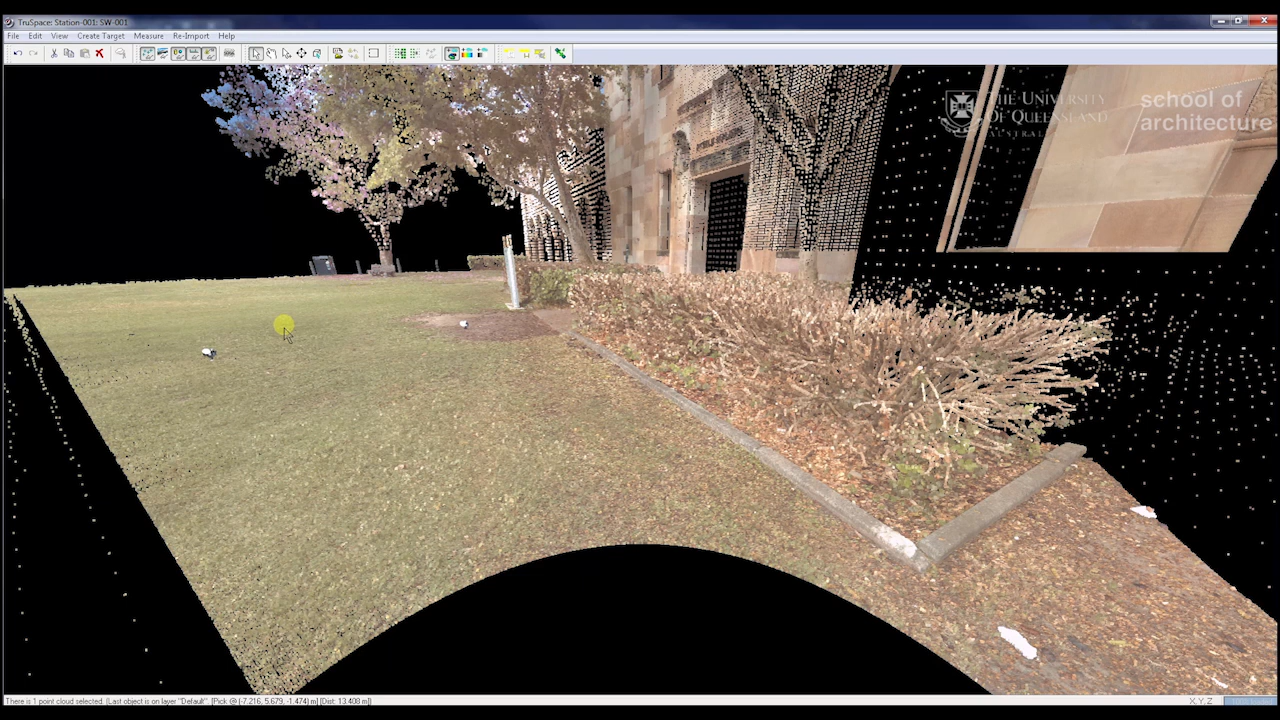 TruSpace: Station-001: SW-001
File Edit View Create Target Measure Re-Import Help
THE UNIVERSITY
OF QUEENSLAND
AUSTRALIA
school of
architecture
There is 1 point cloud selected. (Last object is on layer "Default", [Pick @ (-7.216, 5.679, -1.474) m] [Dist: 13.408 m])
X,Y,Z